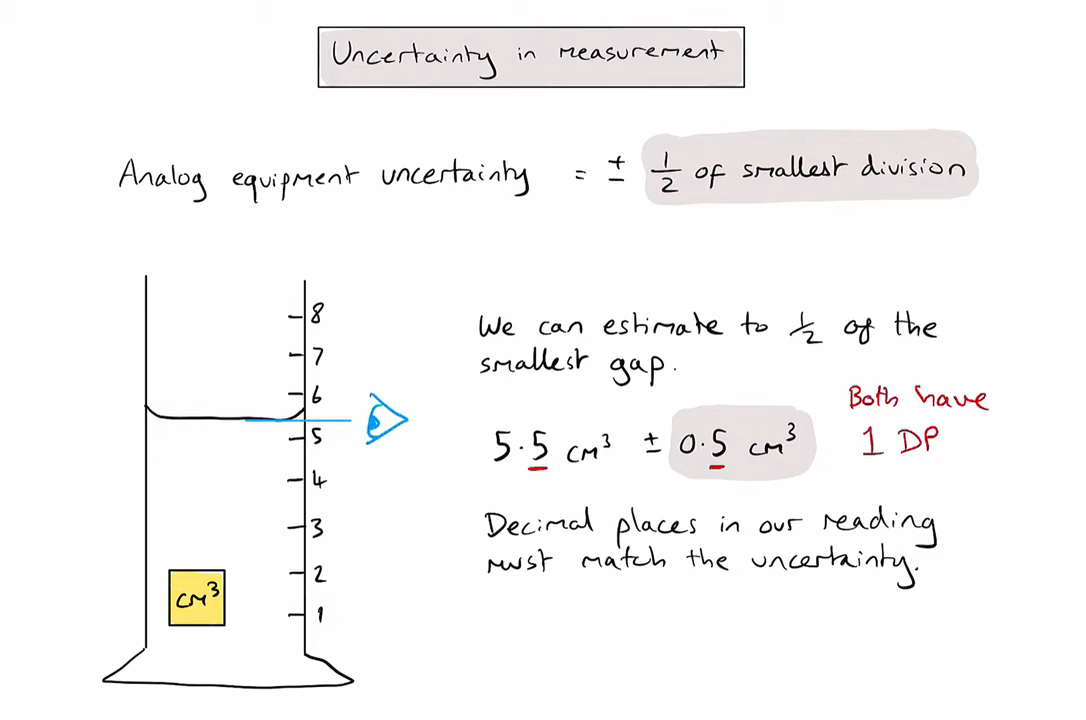 Uncertainty in measurement
Analog equipment uncertainty = ± 1/2 of smallest division
8
7
6
5
4
3
2
1
cm³
We can estimate to 1/2 of the
smallest gap.
Both have
1 DP
5.5 cm³ ± 0.5 cm³
Decimal places in our reading
must match the uncertainty.